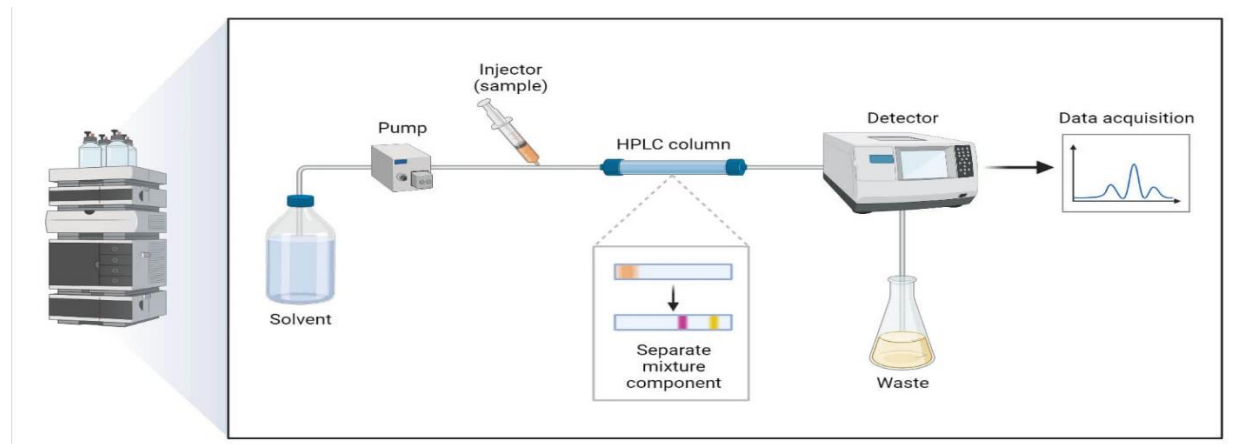 Injector
(sample)
Pump
HPLC column
Detector
Data acquisition
Solvent
Separate
mixture
component
Waste